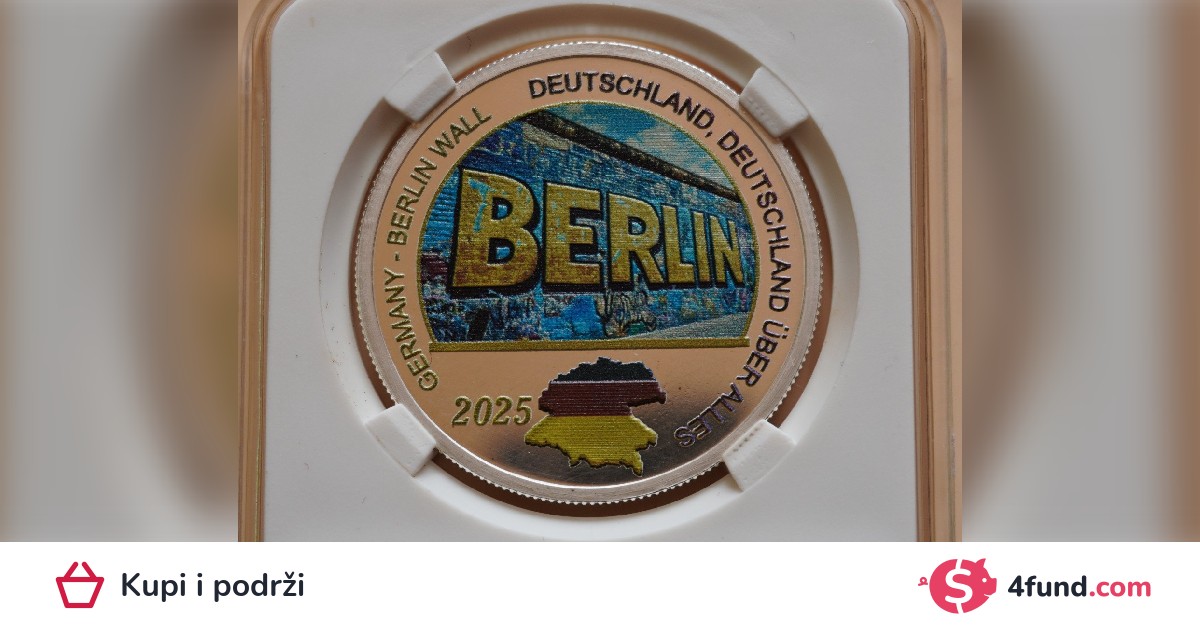 GERMANY - BERLIN WALL
DEUTSCHLAND, DEUTSCHLAND ÜBER ALLES
BERLIN
2025
Kupi i podrži
4fund.com